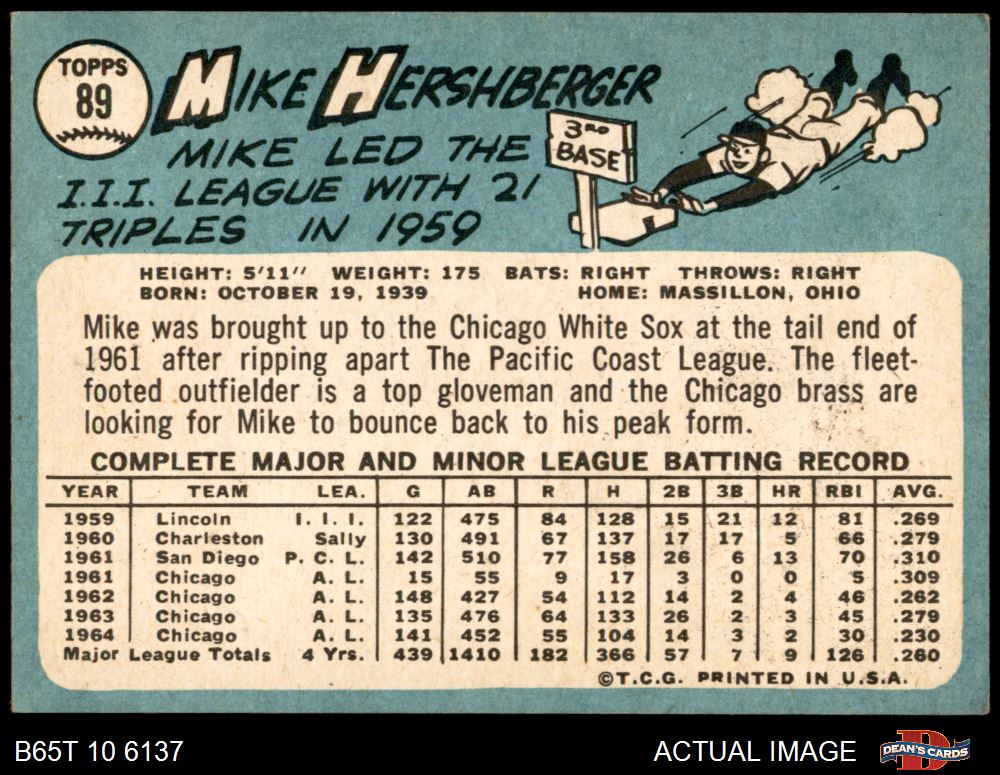 TOPPS
89
MIKE HERSHBERGER
MIKE LED THE
I.I.I. LEAGUE WITH 21
TRIPLES IN 1959
3RD
BASE
HEIGHT: 5'11" WEIGHT: 175 BATS: RIGHT THROWS: RIGHT
BORN: OCTOBER 19, 1939 HOME: MASSILLON, OHIO
Mike was brought up to the Chicago White Sox at the tail end of
1961 after ripping apart The Pacific Coast League. The fleet-
footed outfielder is a top gloveman and the Chicago brass are
looking for Mike to bounce back to his peak form.
COMPLETE MAJOR AND MINOR LEAGUE BATTING RECORD
YEAR TEAM LEA. G AB R H 2B 3B HR RBI AVG.
1959 Lincoln I. I. I. 122 475 84 128 15 21 12 81 .269
1960 Charleston Sally 130 491 67 137 17 17 5 66 .279
1961 San Diego P. C. L. 142 510 77 158 26 6 13 70 .310
1961 Chicago A. L. 15 55 9 17 3 0 0 5 .309
1962 Chicago A. L. 148 427 54 112 14 2 4 46 .262
1963 Chicago A. L. 135 476 64 133 26 2 3 45 .279
1964 Chicago A. L. 141 452 55 104 14 3 2 30 .230
Major League Totals 4 Yrs. 439 1410 182 366 57 7 9 126 .260
©T.C.G. PRINTED IN U.S.A.
B65T 10 6137 ACTUAL IMAGE DEAN'S CARDS